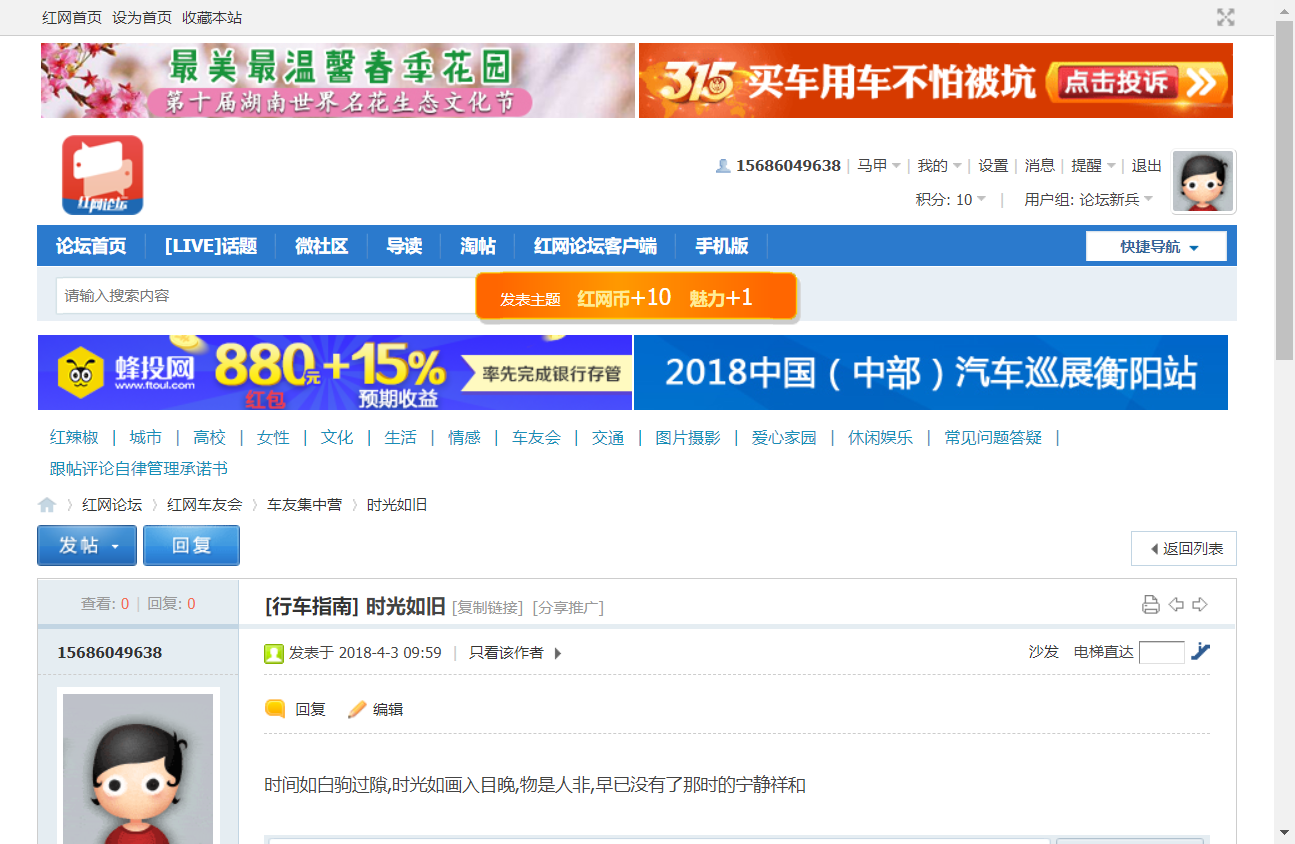 红网首页 设为首页 收藏本站
最美最温馨春季花园
第十届湖南世界名花生态文化节
315 买车用车不怕被坑 点击投诉
红网论坛
15686049638 | 马甲 | 我的 | 设置 | 消息 | 提醒 | 退出
积分: 10 | 用户组: 论坛新兵
论坛首页 [LIVE]话题 微社区 导读 淘帖 红网论坛客户端 手机版 快捷导航
请输入搜索内容 发表主题 红网币+10 魅力+1
蜂投网 www.ftoul.com 880元红包+15%预期收益 率先完成银行存管
2018中国（中部）汽车巡展衡阳站
红辣椒 | 城市 | 高校 | 女性 | 文化 | 生活 | 情感 | 车友会 | 交通 | 图片摄影 | 爱心家园 | 休闲娱乐 | 常见问题答疑 |
跟帖评论自律管理承诺书
红网论坛 › 红网车友会 › 车友集中营 › 时光如旧
发帖 回复 返回列表
查看: 0 | 回复: 0 [行车指南] 时光如旧 [复制链接] [分享推广]
15686049638 发表于 2018-4-3 09:59 | 只看该作者 沙发 电梯直达
回复 编辑
时间如白驹过隙,时光如画入目晚,物是人非,早已没有了那时的宁静祥和